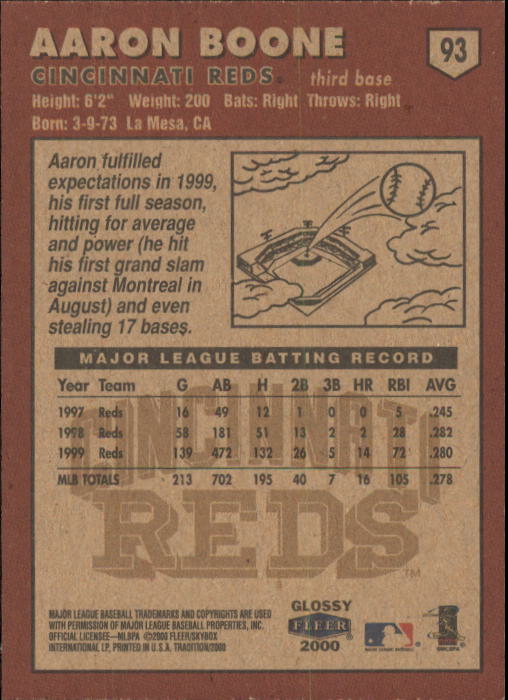 AARON BOONE
93
CINCINNATI REDS® third base
Height: 6'2" Weight: 200 Bats: Right Throws: Right
Born: 3-9-73 La Mesa, CA
Aaron fulfilled
expectations in 1999,
his first full season,
hitting for average
and power (he hit
his first grand slam
against Montreal in
August) and even
stealing 17 bases.
MAJOR LEAGUE BATTING RECORD
Year Team G AB H 2B 3B HR RBI AVG
1997 Reds 16 49 12 1 0 0 5 .245
1998 Reds 58 181 51 13 2 2 28 .282
1999 Reds 139 472 132 26 5 14 72 .280
MLB TOTALS 213 702 195 40 7 16 105 .278
CINCINNATI
REDS
TM
MAJOR LEAGUE BASEBALL TRADEMARKS AND COPYRIGHTS ARE USED
WITH PERMISSION OF MAJOR LEAGUE BASEBALL PROPERTIES, INC.
OFFICIAL LICENSEE—MLBPA ©2000 FLEER/SKYBOX
INTERNATIONAL LP. PRINTED IN U.S.A. TRADITION/2000
GLOSSY
FLEER
2000
MAJOR LEAGUE BASEBALL
©MLBPA